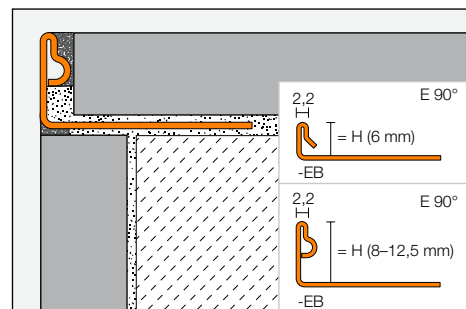 2,2 E 90°
= H (6 mm)
-EB
2,2 E 90°
= H (8–12,5 mm)
-EB